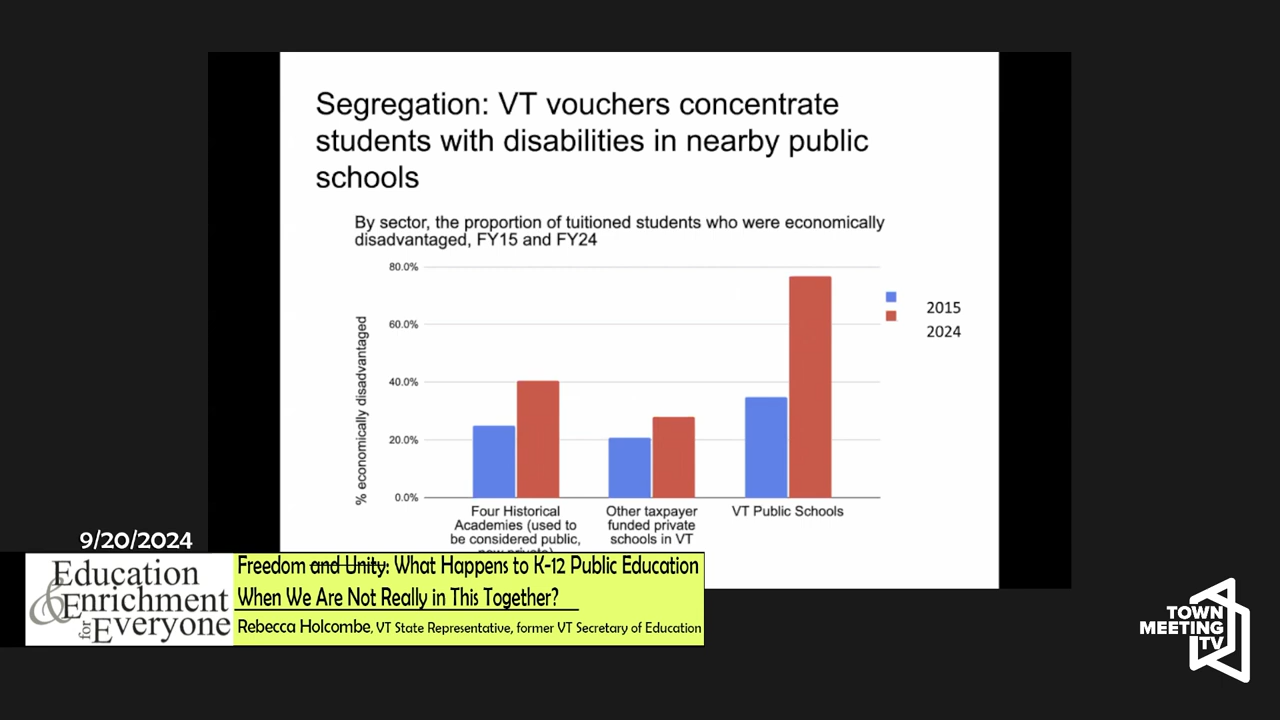 Segregation: VT vouchers concentrate
students with disabilities in nearby public
schools
By sector, the proportion of tuitioned students who were economically
disadvantaged, FY15 and FY24
% economically disadvantaged
80.0%
60.0%
40.0%
20.0%
0.0%
2015
2024
Four Historical
Academies (used to
be considered public,
now private)
Other taxpayer
funded private
schools in VT
VT Public Schools
9/20/2024
Education
& Enrichment
for Everyone
Freedom and Unity: What Happens to K-12 Public Education
When We Are Not Really in This Together?
Rebecca Holcombe, VT State Representative, former VT Secretary of Education
TOWN
MEETING
TV